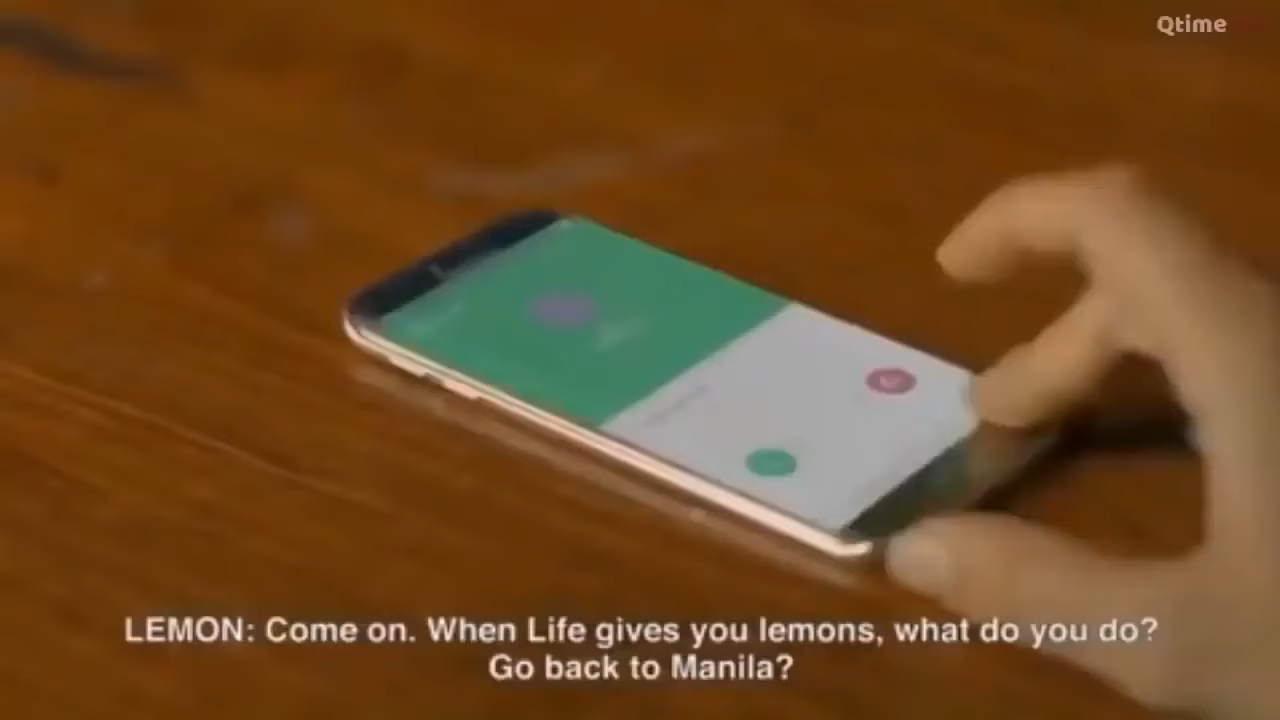 Qtime
LEMON: Come on. When Life gives you lemons, what do you do?
Go back to Manila?